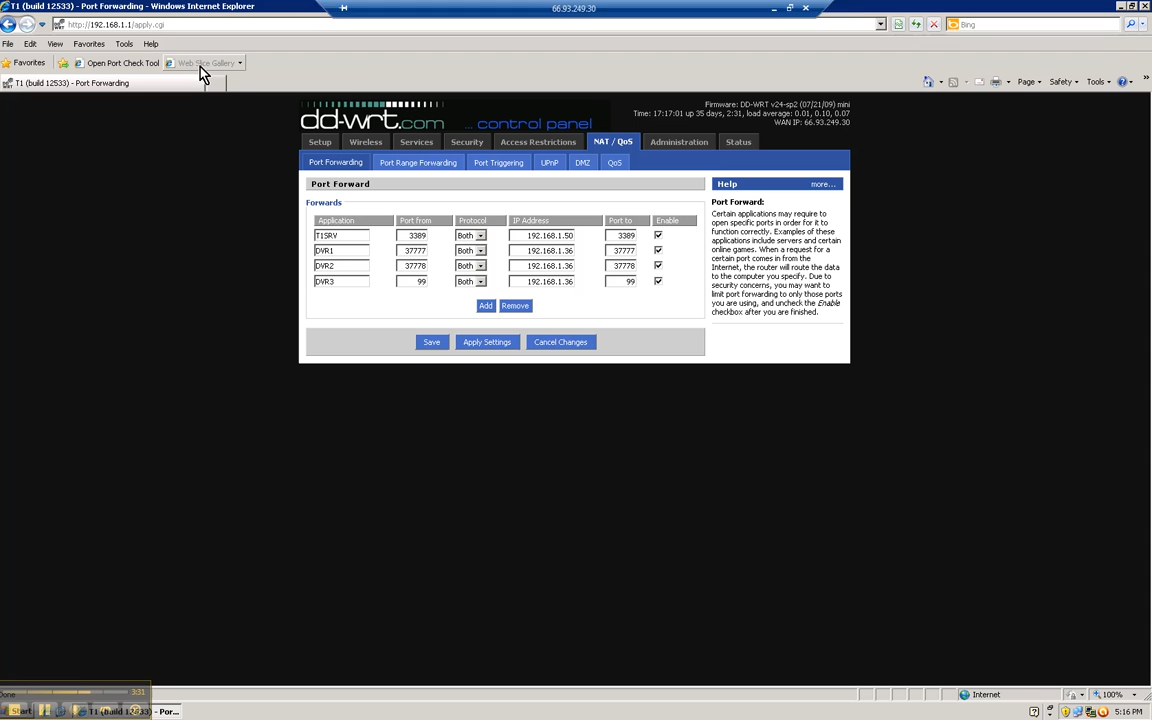 T1 (build 12533) - Port Forwarding - Windows Internet Explorer
66.93.249.30
http://192.168.1.1/apply.cgi
Bing
File Edit View Favorites Tools Help
Favorites Open Port Check Tool Web Slice Gallery
T1 (build 12533) - Port Forwarding
Page Safety Tools
dd-wrt.com ... control panel
Firmware: DD-WRT v24-sp2 (07/21/09) mini
Time: 17:17:01 up 35 days, 2:31, load average: 0.01, 0.10, 0.07
WAN IP: 66.93.249.30
Setup Wireless Services Security Access Restrictions NAT / QoS Administration Status
Port Forwarding Port Range Forwarding Port Triggering UPnP DMZ QoS
Port Forward
Forwards
Application Port from Protocol IP Address Port to Enable
T1SRV 3389 Both 192.168.1.50 3389
DVR1 37777 Both 192.168.1.36 37777
DVR2 37778 Both 192.168.1.36 37778
DVR3 99 Both 192.168.1.36 99
Add Remove
Save Apply Settings Cancel Changes
Help more...
Port Forward:
Certain applications may require to
open specific ports in order for it to
function correctly. Examples of these
applications include servers and certain
online games. When a request for a
certain port comes in from the
Internet, the router will route the data
to the computer you specify. Due to
security concerns, you may want to
limit port forwarding to only those ports
you are using, and uncheck the Enable
checkbox after you are finished.
3:31
Done
Internet
100%
Start
T1 (build 12533) - Por...
5:16 PM